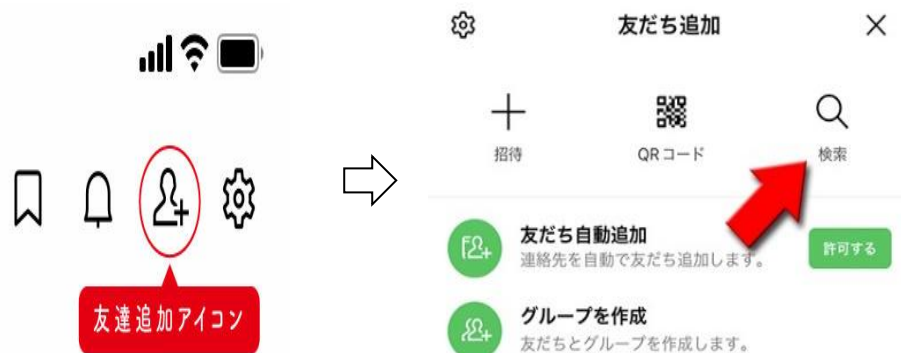 友達追加アイコン
友だち追加
招待
QRコード
検索
友だち自動追加
連絡先を自動で友だち追加します。
許可する
グループを作成
友だちとグループを作成します。